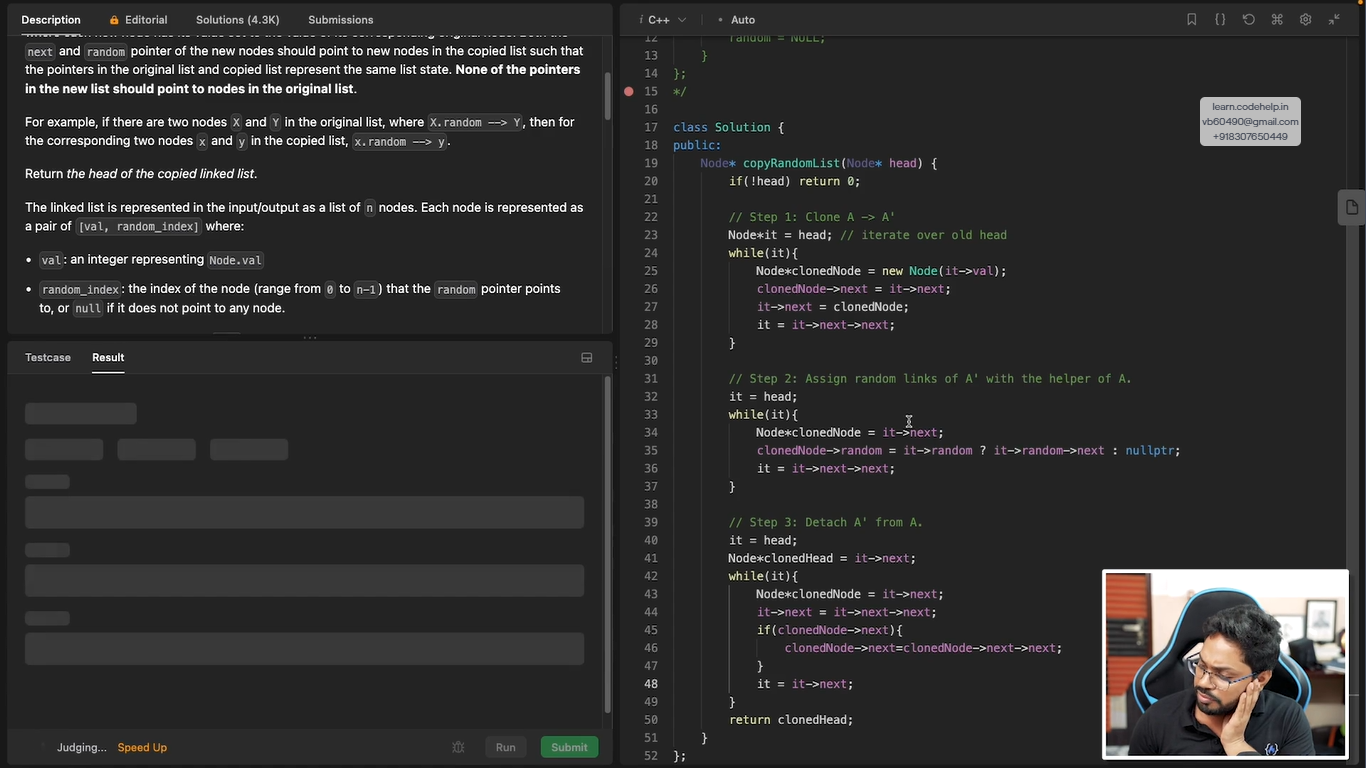 Description
Editorial
Solutions (4.3K)
Submissions
next and random pointer of the new nodes should point to new nodes in the copied list such that
the pointers in the original list and copied list represent the same list state. None of the pointers
in the new list should point to nodes in the original list.
For example, if there are two nodes X and Y in the original list, where X.random --> Y, then for
the corresponding two nodes x and y in the copied list, x.random --> y.
Return the head of the copied linked list.
The linked list is represented in the input/output as a list of n nodes. Each node is represented as
a pair of [val, random_index] where:
• val: an integer representing Node.val
• random_index: the index of the node (range from 0 to n-1) that the random pointer points
to, or null if it does not point to any node.
Testcase
Result
Judging...
Speed Up
Run
Submit
i C++
• Auto
12 random = NULL;
13 }
14 };
15 */
16
17 class Solution {
18 public:
19 Node* copyRandomList(Node* head) {
20 if(!head) return 0;
21
22 // Step 1: Clone A -> A'
23 Node*it = head; // iterate over old head
24 while(it){
25 Node*clonedNode = new Node(it->val);
26 clonedNode->next = it->next;
27 it->next = clonedNode;
28 it = it->next->next;
29 }
30
31 // Step 2: Assign random links of A' with the helper of A.
32 it = head;
33 while(it){
34 Node*clonedNode = it->next;
35 clonedNode->random = it->random ? it->random->next : nullptr;
36 it = it->next->next;
37 }
38
39 // Step 3: Detach A' from A.
40 it = head;
41 Node*clonedHead = it->next;
42 while(it){
43 Node*clonedNode = it->next;
44 it->next = it->next->next;
45 if(clonedNode->next){
46 clonedNode->next=clonedNode->next->next;
47 }
48 it = it->next;
49 }
50 return clonedHead;
51 }
52 };
learn.codehelp.in
vb60490@gmail.com
+918307650449